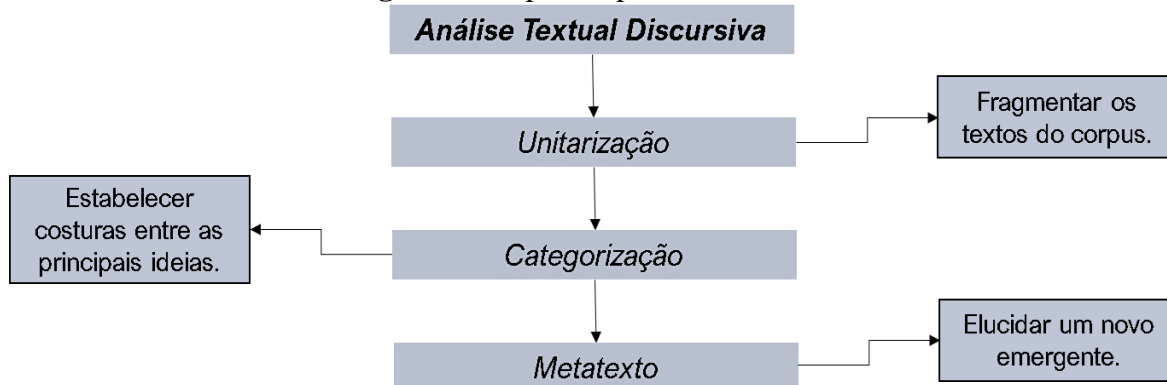 Análise Textual Discursiva
Unitarização
Fragmentar os
textos do corpus.
Estabelecer
costuras entre as
principais ideias.
Categorização
Elucidar um novo
emergente.
Metatexto